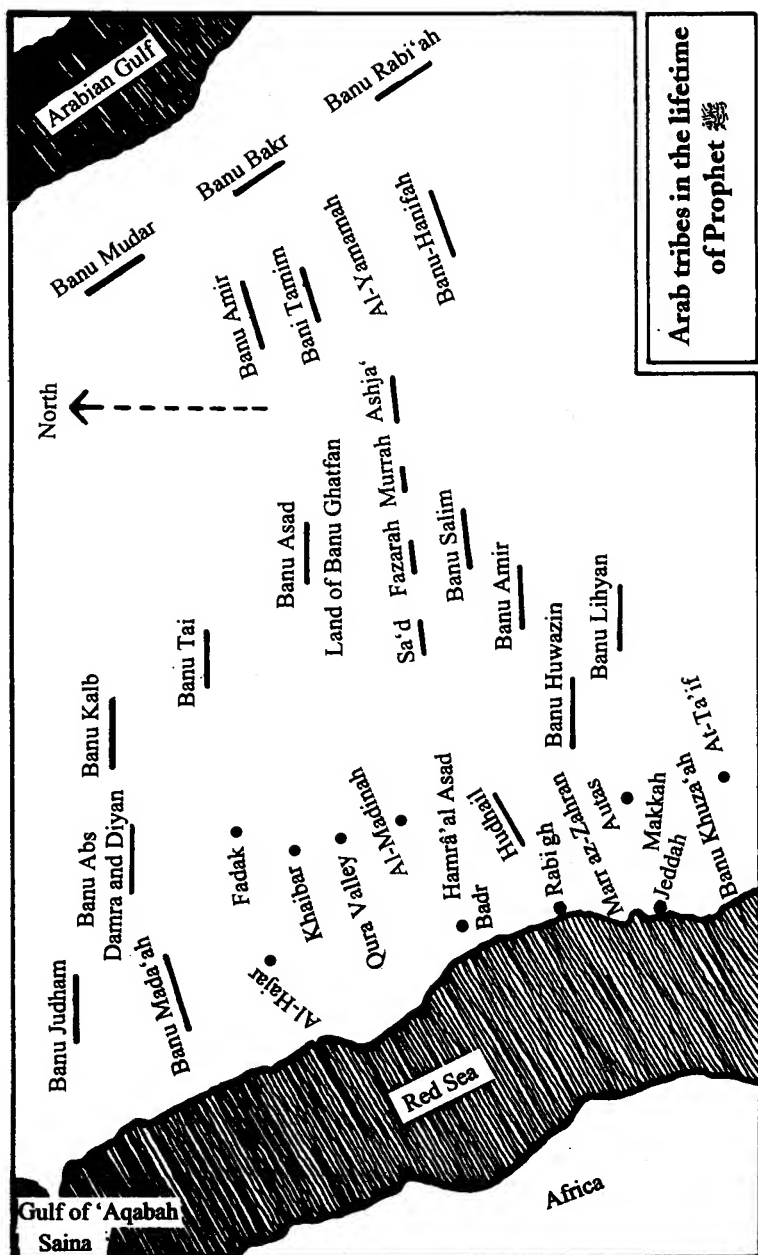 Arab tribes in the lifetime
of Prophet ﷺ
North
Arabian Gulf
Banu Rabi‘ah
Banu Bakr
Banu Mudar
Banu Amir
Bani Tamim
Al-Yamamah
Banu-Hanifah
Banu Asad
Land of Banu Ghatfan
Sa‘d
Fazarah
Murrah
Ashja‘
Banu Salim
Banu Amir
Banu Huwazin
Banu Lihyan
Banu Tai
Banu Kalb
Banu Abs
Damra and Diyan
Banu Judham
Banu Mada‘ah
Fadak
Khaibar
Al-Hajar
Qura Valley
Al-Madinah
Hamrâ’al Asad
Badr
Hudhail
Rabigh
Marr az-Zahran
Autas
Makkah
Jeddah
Banu Khuza‘ah
At-Ta’if
Red Sea
Africa
Gulf of ‘Aqabah
Saina